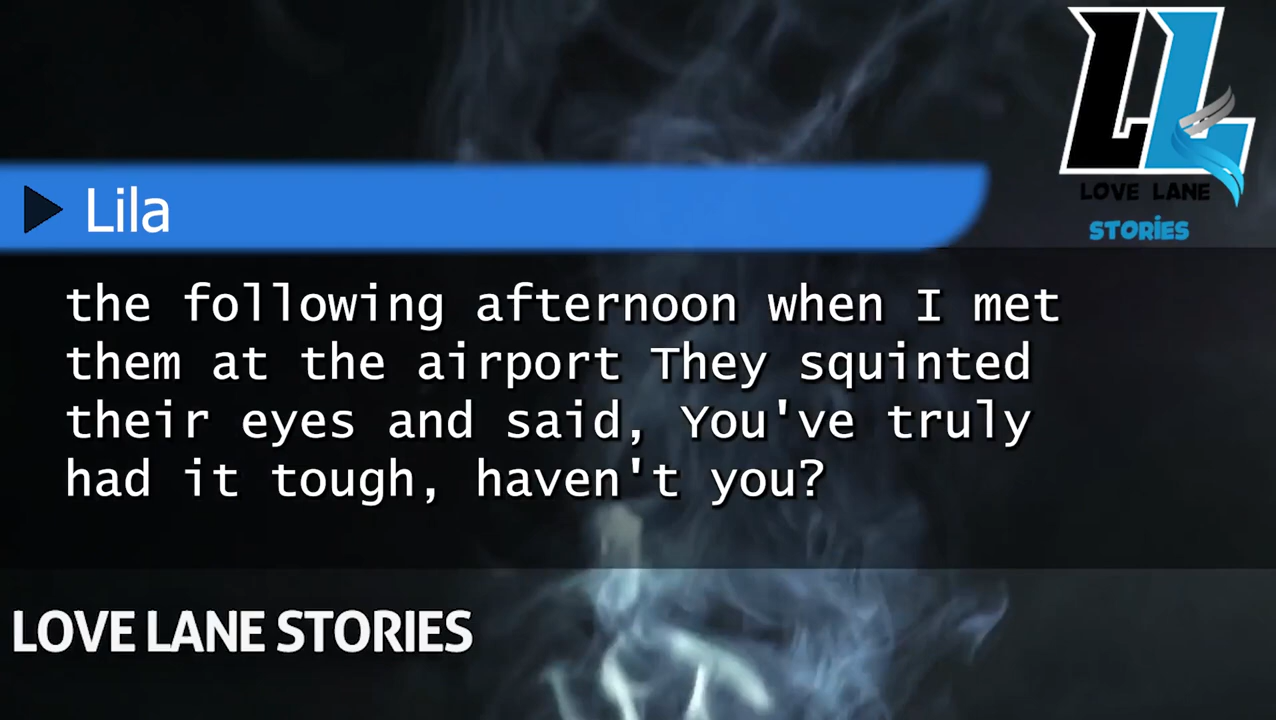 LOVE LANE
STORIES
Lila
the following afternoon when I met
them at the airport They squinted
their eyes and said, You've truly
had it tough, haven't you?
LOVE LANE STORIES